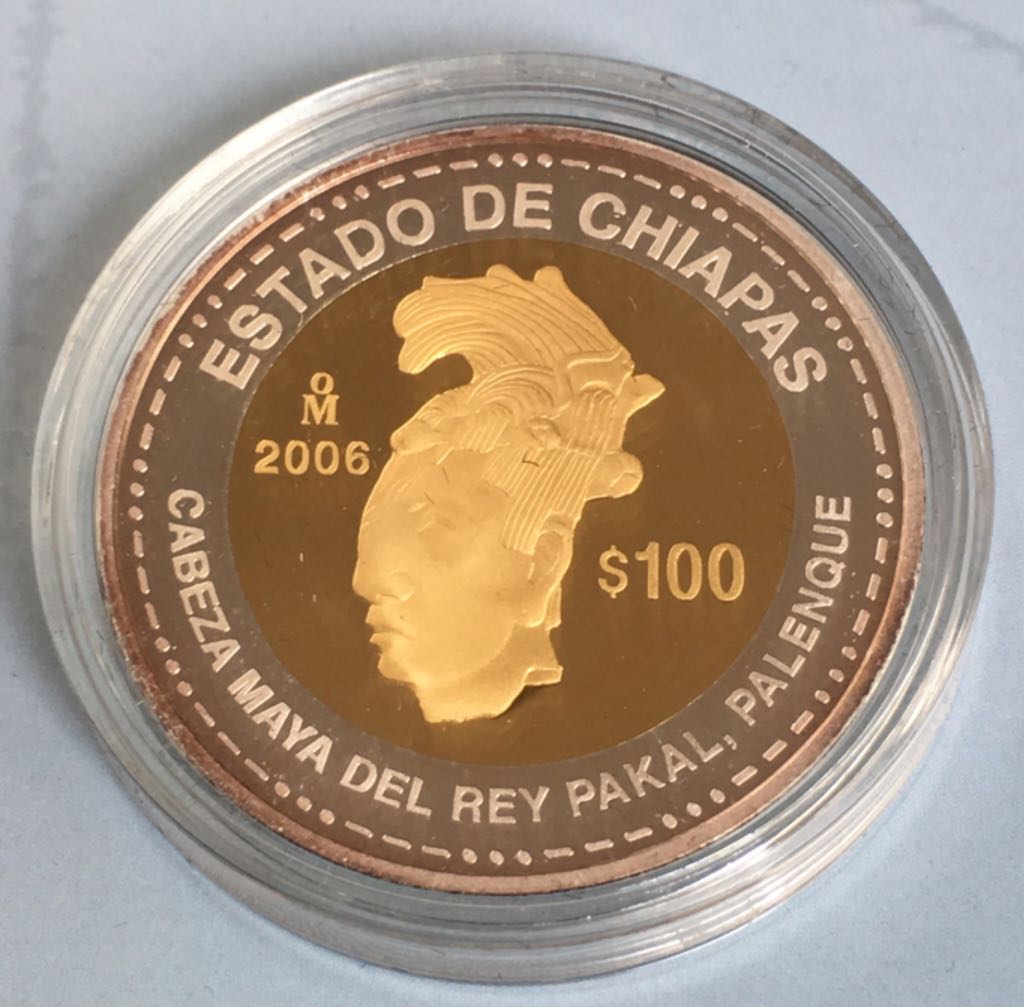 ESTADO DE CHIAPAS
o
M
2006
$100
CABEZA MAYA DEL REY PAKAL, PALENQUE